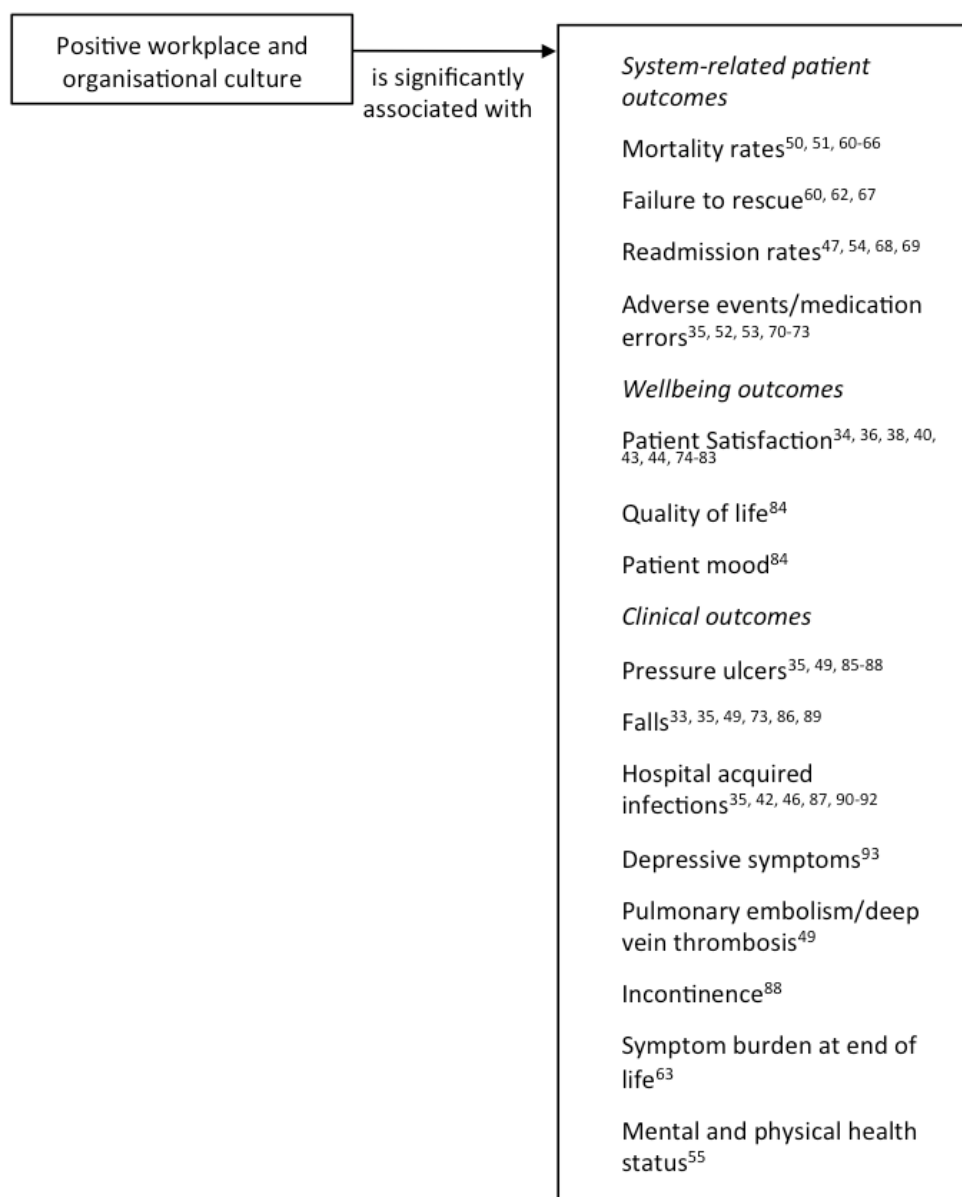 Positive workplace and
organisational culture
is significantly
associated with
System-related patient
outcomes
Mortality rates50, 51, 60-66
Failure to rescue60, 62, 67
Readmission rates47, 54, 68, 69
Adverse events/medication
errors35, 52, 53, 70-73
Wellbeing outcomes
Patient Satisfaction34, 36, 38, 40,
43, 44, 74-83
Quality of life84
Patient mood84
Clinical outcomes
Pressure ulcers35, 49, 85-88
Falls33, 35, 49, 73, 86, 89
Hospital acquired
infections35, 42, 46, 87, 90-92
Depressive symptoms93
Pulmonary embolism/deep
vein thrombosis49
Incontinence88
Symptom burden at end of
life63
Mental and physical health
status55